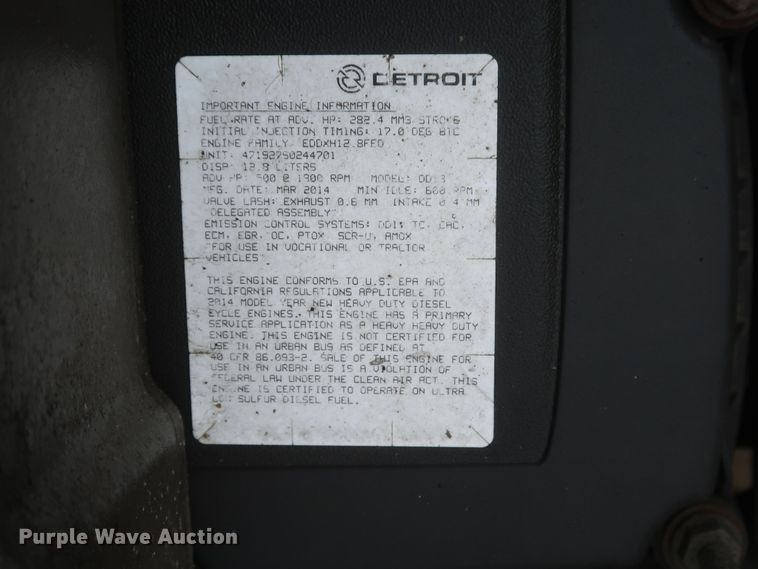 DETROIT
IMPORTANT ENGINE INFORMATION
FUEL RATE AT ADV. HP: 282.4 MM3 STROKE
INITIAL INJECTION TIMING: 17.0 DEG BTC
ENGINE FAMILY: EDDXH12.8FED
UNIT: 471927S0244701
DISP: 12.8 LITERS
ADV HP: 500 @ 1800 RPM MODEL: DD13
MFG. DATE: MAR 2014 MIN IDLE: 600 RPM
VALVE LASH: EXHAUST 0.6 MM INTAKE 0.4 MM
"DELEGATED ASSEMBLY"
EMISSION CONTROL SYSTEMS: DDI, TC, CAC,
ECM, EGR, OC, PTOX, SCR-U, AMOX
"FOR USE IN VOCATIONAL OR TRACTOR
VEHICLES"
THIS ENGINE CONFORMS TO U.S. EPA AND
CALIFORNIA REGULATIONS APPLICABLE TO
2014 MODEL YEAR NEW HEAVY DUTY DIESEL
CYCLE ENGINES. THIS ENGINE HAS A PRIMARY
SERVICE APPLICATION AS A HEAVY HEAVY DUTY
ENGINE. THIS ENGINE IS NOT CERTIFIED FOR
USE IN AN URBAN BUS AS DEFINED AT
40 CFR 86.093-2. SALE OF THIS ENGINE FOR
USE IN AN URBAN BUS IS A VIOLATION OF
FEDERAL LAW UNDER THE CLEAN AIR ACT. THIS
ENGINE IS CERTIFIED TO OPERATE ON ULTRA
LOW SULFUR DIESEL FUEL.
Purple Wave Auction